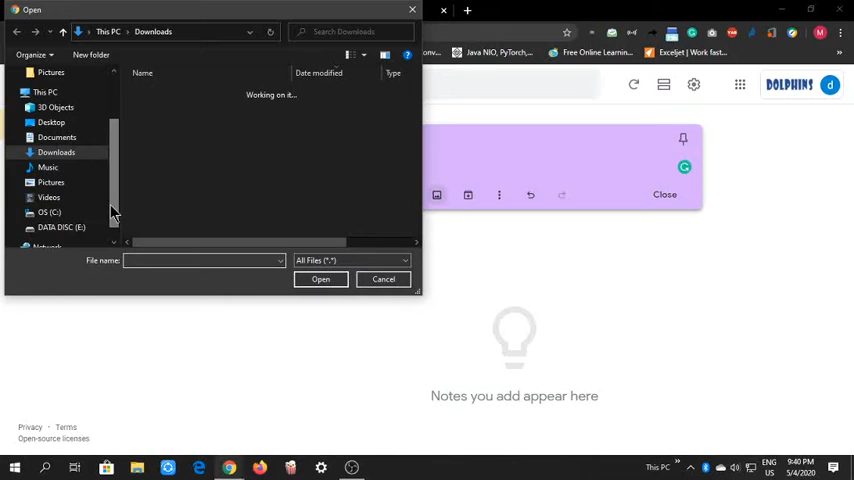 Open
This PC > Downloads
Search Downloads
Organize
New folder
Name
Date modified
Type
Working on it...
Pictures
This PC
3D Objects
Desktop
Documents
Downloads
Music
Pictures
Videos
OS (C:)
DATA DISC (E:)
Network
File name:
All Files (*.*)
Open
Cancel
onv...
Java NIO, PyTorch,...
Free Online Learnin...
Exceljet | Work fast...
»
M
DOLPHINS
d
Close
Notes you add appear here
Privacy · Terms
Open-source licenses
This PC
»
ENG
US
9:40 PM
5/4/2020